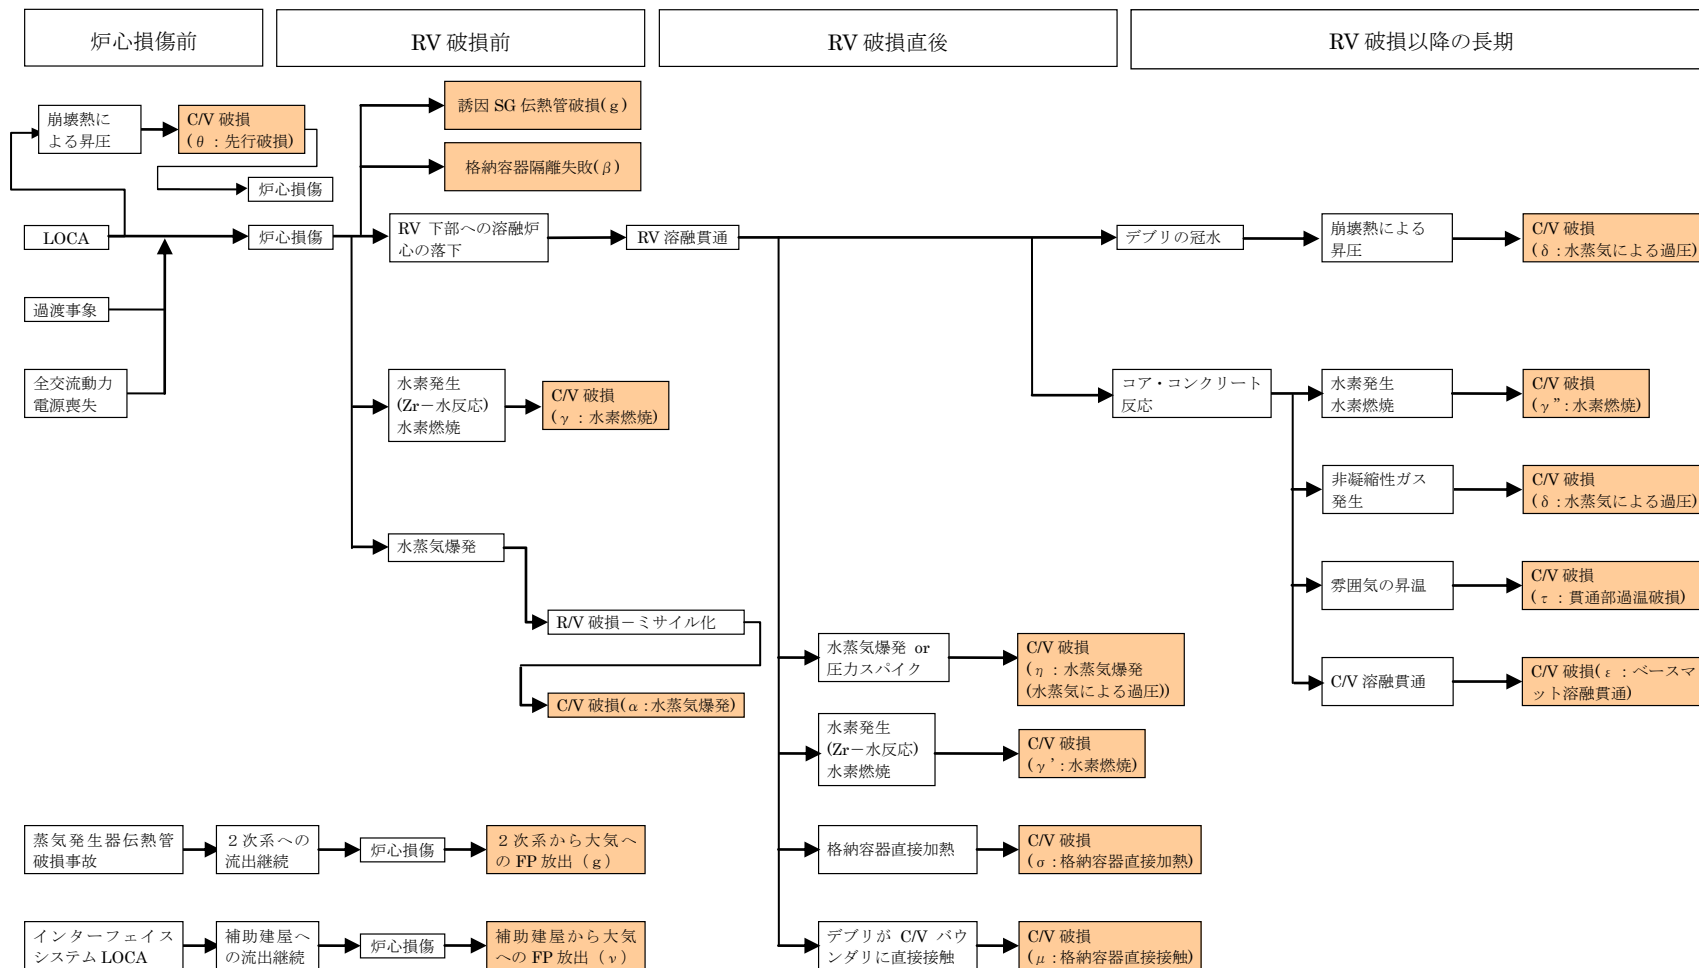 炉心損傷前
RV 破損前
RV 破損直後
RV 破損以降の長期
崩壊熱に
よる昇圧
C/V 破損
(θ：先行破損)
炉心損傷
誘因 SG 伝熱管破損(g)
格納容器隔離失敗(β)
LOCA
炉心損傷
RV 下部への溶融炉
心の落下
RV 溶融貫通
デブリの冠水
崩壊熱による
昇圧
C/V 破損
(δ：水蒸気による過圧)
過渡事象
全交流動力
電源喪失
水素発生
(Zr－水反応)
水素燃焼
C/V 破損
(γ：水素燃焼)
コア・コンクリート
反応
水素発生
水素燃焼
C/V 破損
(γ”：水素燃焼)
非凝縮性ガス
発生
C/V 破損
(δ：水蒸気による過圧)
水蒸気爆発
雰囲気の昇温
C/V 破損
(τ：貫通部過温破損)
R/V 破損－ミサイル化
C/V 破損(α：水蒸気爆発)
水蒸気爆発 or
圧力スパイク
C/V 破損
(η：水蒸気爆発
(水蒸気による過圧))
C/V 溶融貫通
C/V 破損(ε：ベースマ
ット溶融貫通)
水素発生
(Zr－水反応)
水素燃焼
C/V 破損
(γ’：水素燃焼)
蒸気発生器伝熱管
破損事故
２次系への
流出継続
炉心損傷
２次系から大気へ
の FP 放出（g）
格納容器直接加熱
C/V 破損
(σ：格納容器直接加熱)
インターフェイス
システム LOCA
補助建屋へ
の流出継続
炉心損傷
補助建屋から大気
への FP 放出（ν）
デブリが C/V バウ
ンダリに直接接触
C/V 破損
(μ：格納容器直接接触)